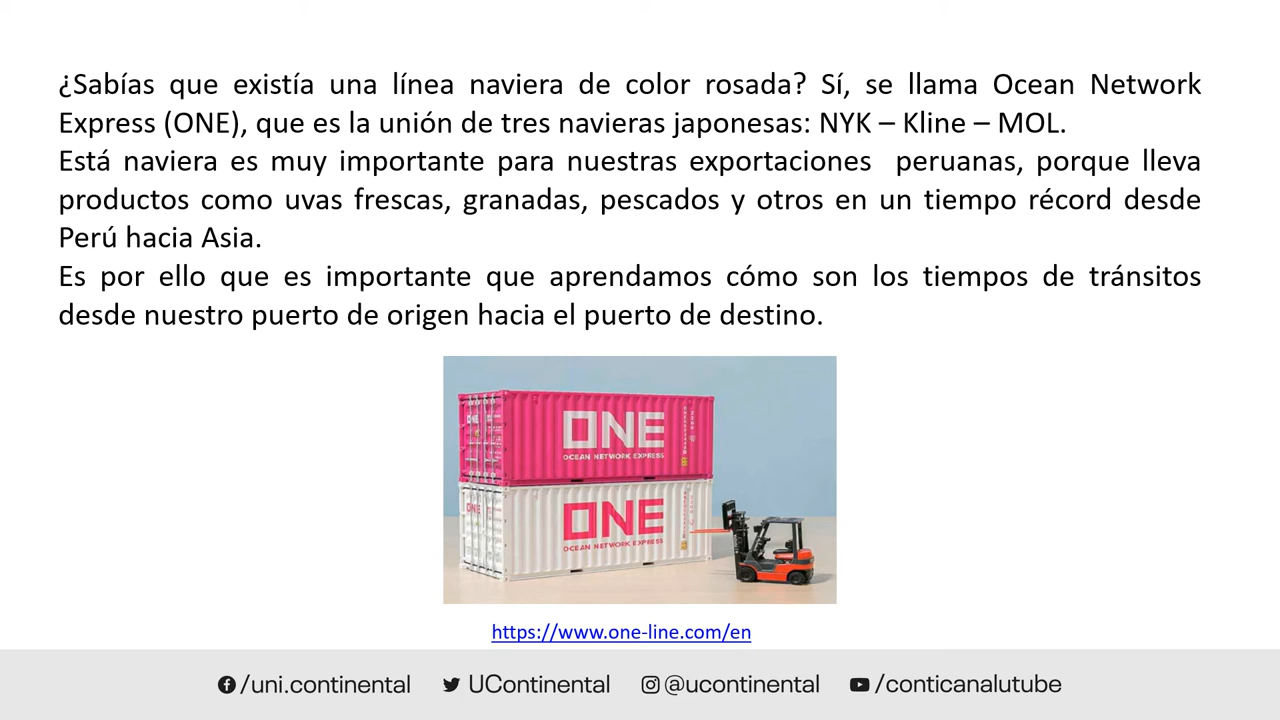 ¿Sabías que existía una línea naviera de color rosada? Sí, se llama Ocean Network
Express (ONE), que es la unión de tres navieras japonesas: NYK – Kline – MOL.
Está naviera es muy importante para nuestras exportaciones peruanas, porque lleva
productos como uvas frescas, granadas, pescados y otros en un tiempo récord desde
Perú hacia Asia.
Es por ello que es importante que aprendamos cómo son los tiempos de tránsitos
desde nuestro puerto de origen hacia el puerto de destino.
ONE
ONE
OCEAN NETWORK EXPRESS
ONE
ONE
OCEAN NETWORK EXPRESS
https://www.one-line.com/en
/uni.continental UContinental @ucontinental /conticanalutube